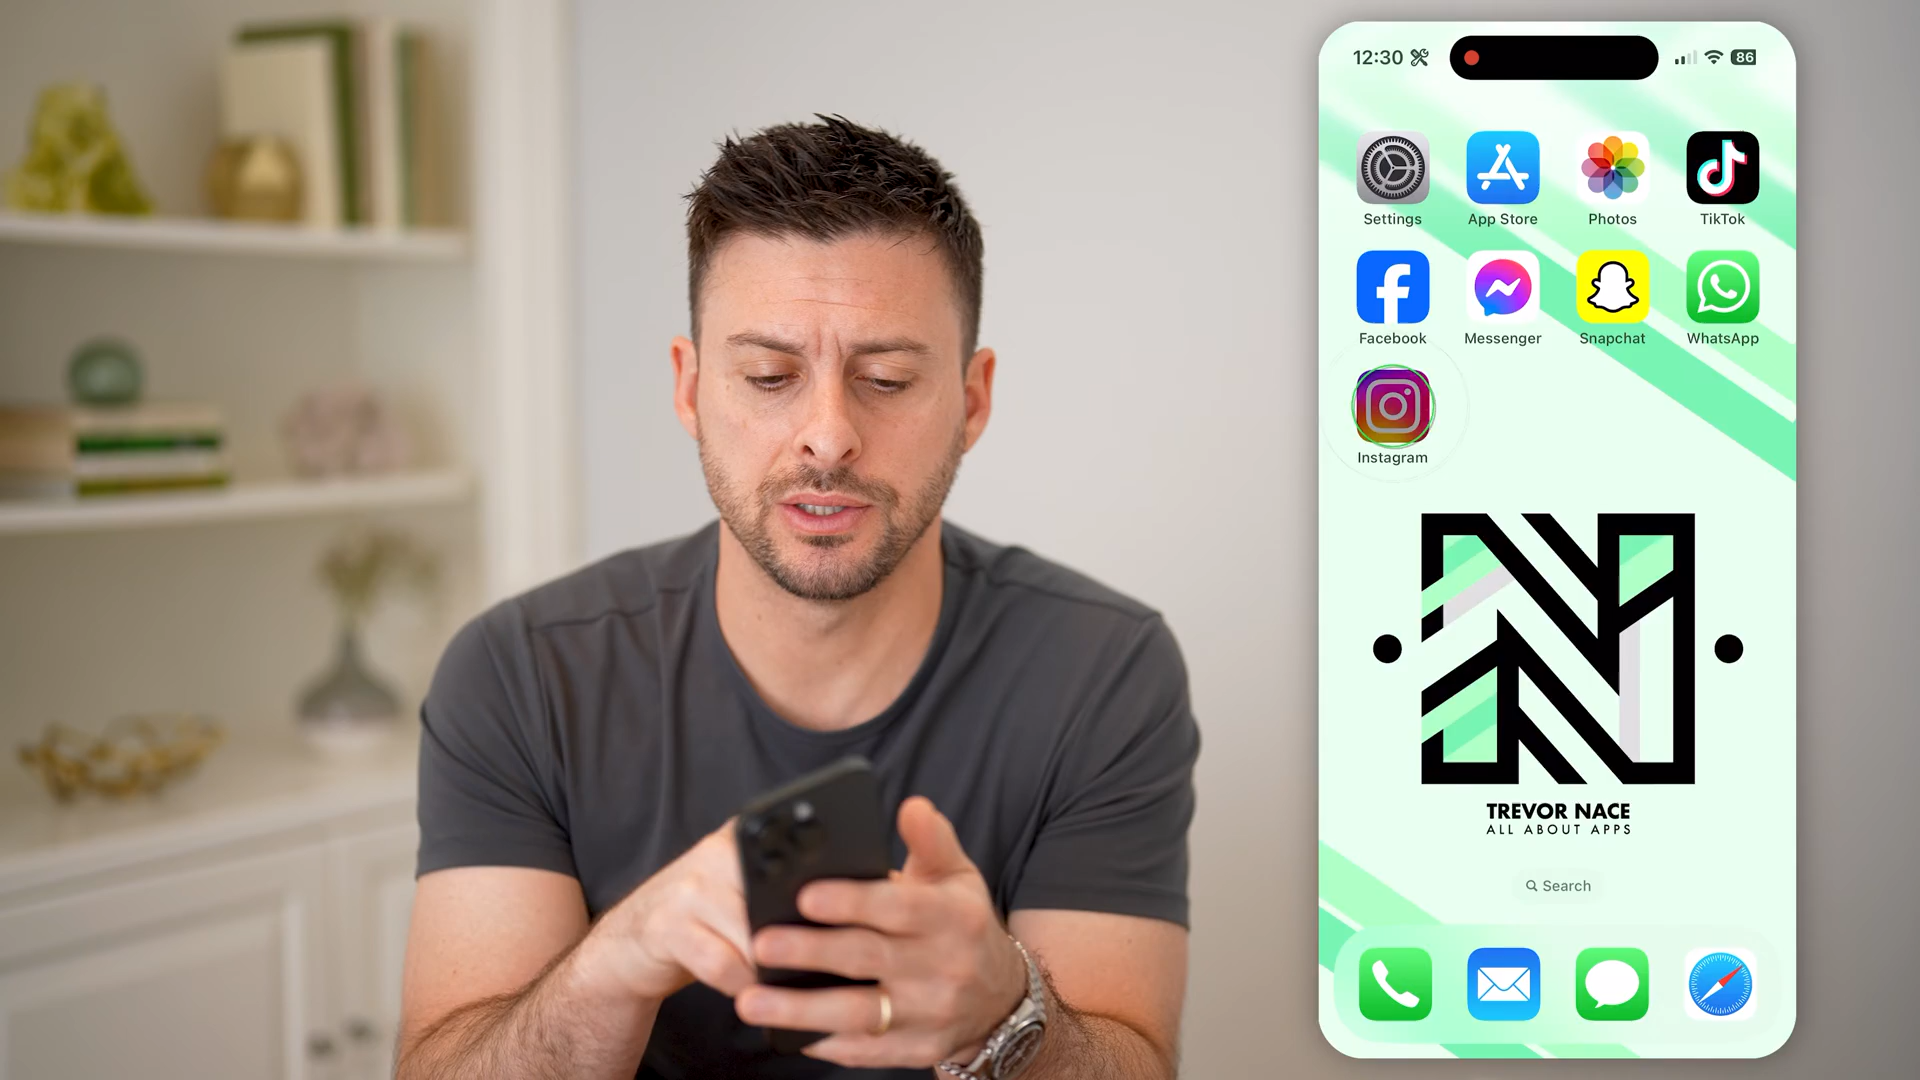 12:30
86
Settings
App Store
Photos
TikTok
Facebook
Messenger
Snapchat
WhatsApp
Instagram
TREVOR NACE
ALL ABOUT APPS
Search